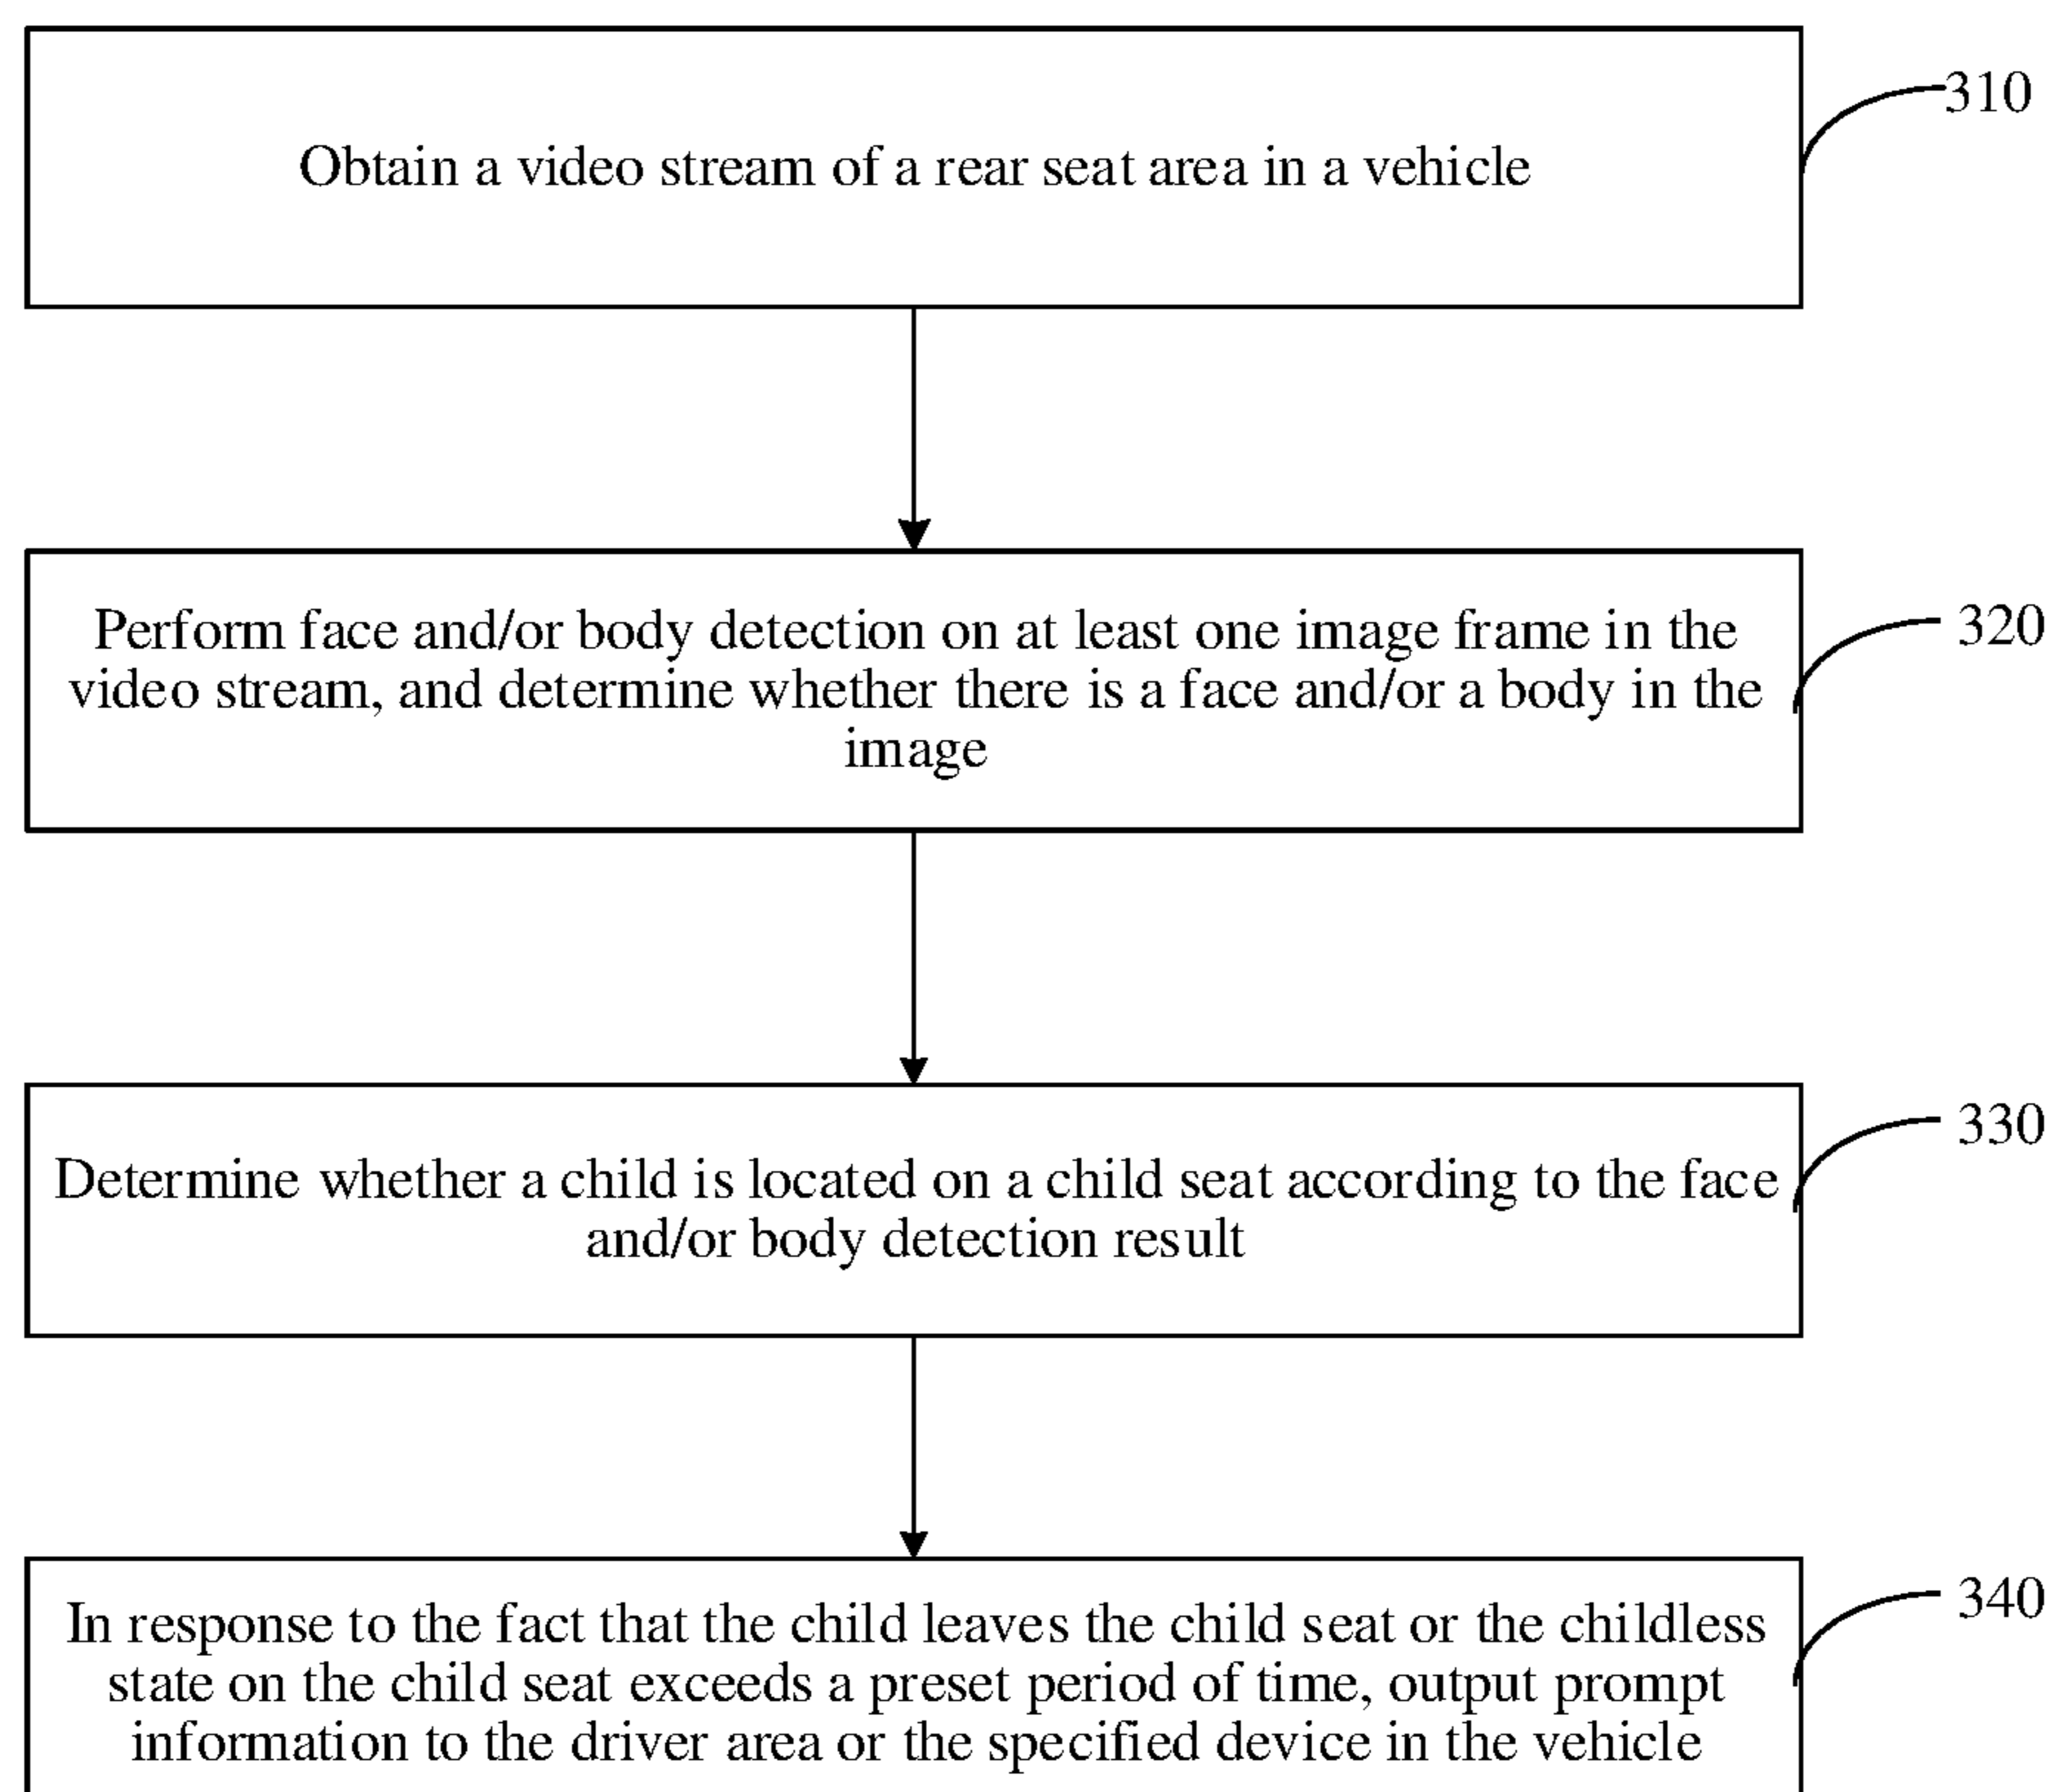 310
Obtain a video stream of a rear seat area in a vehicle
320
Perform face and/or body detection on at least one image frame in the
video stream, and determine whether there is a face and/or a body in the
image
330
Determine whether a child is located on a child seat according to the face
and/or body detection result
340
In response to the fact that the child leaves the child seat or the childless
state on the child seat exceeds a preset period of time, output prompt
information to the driver area or the specified device in the vehicle